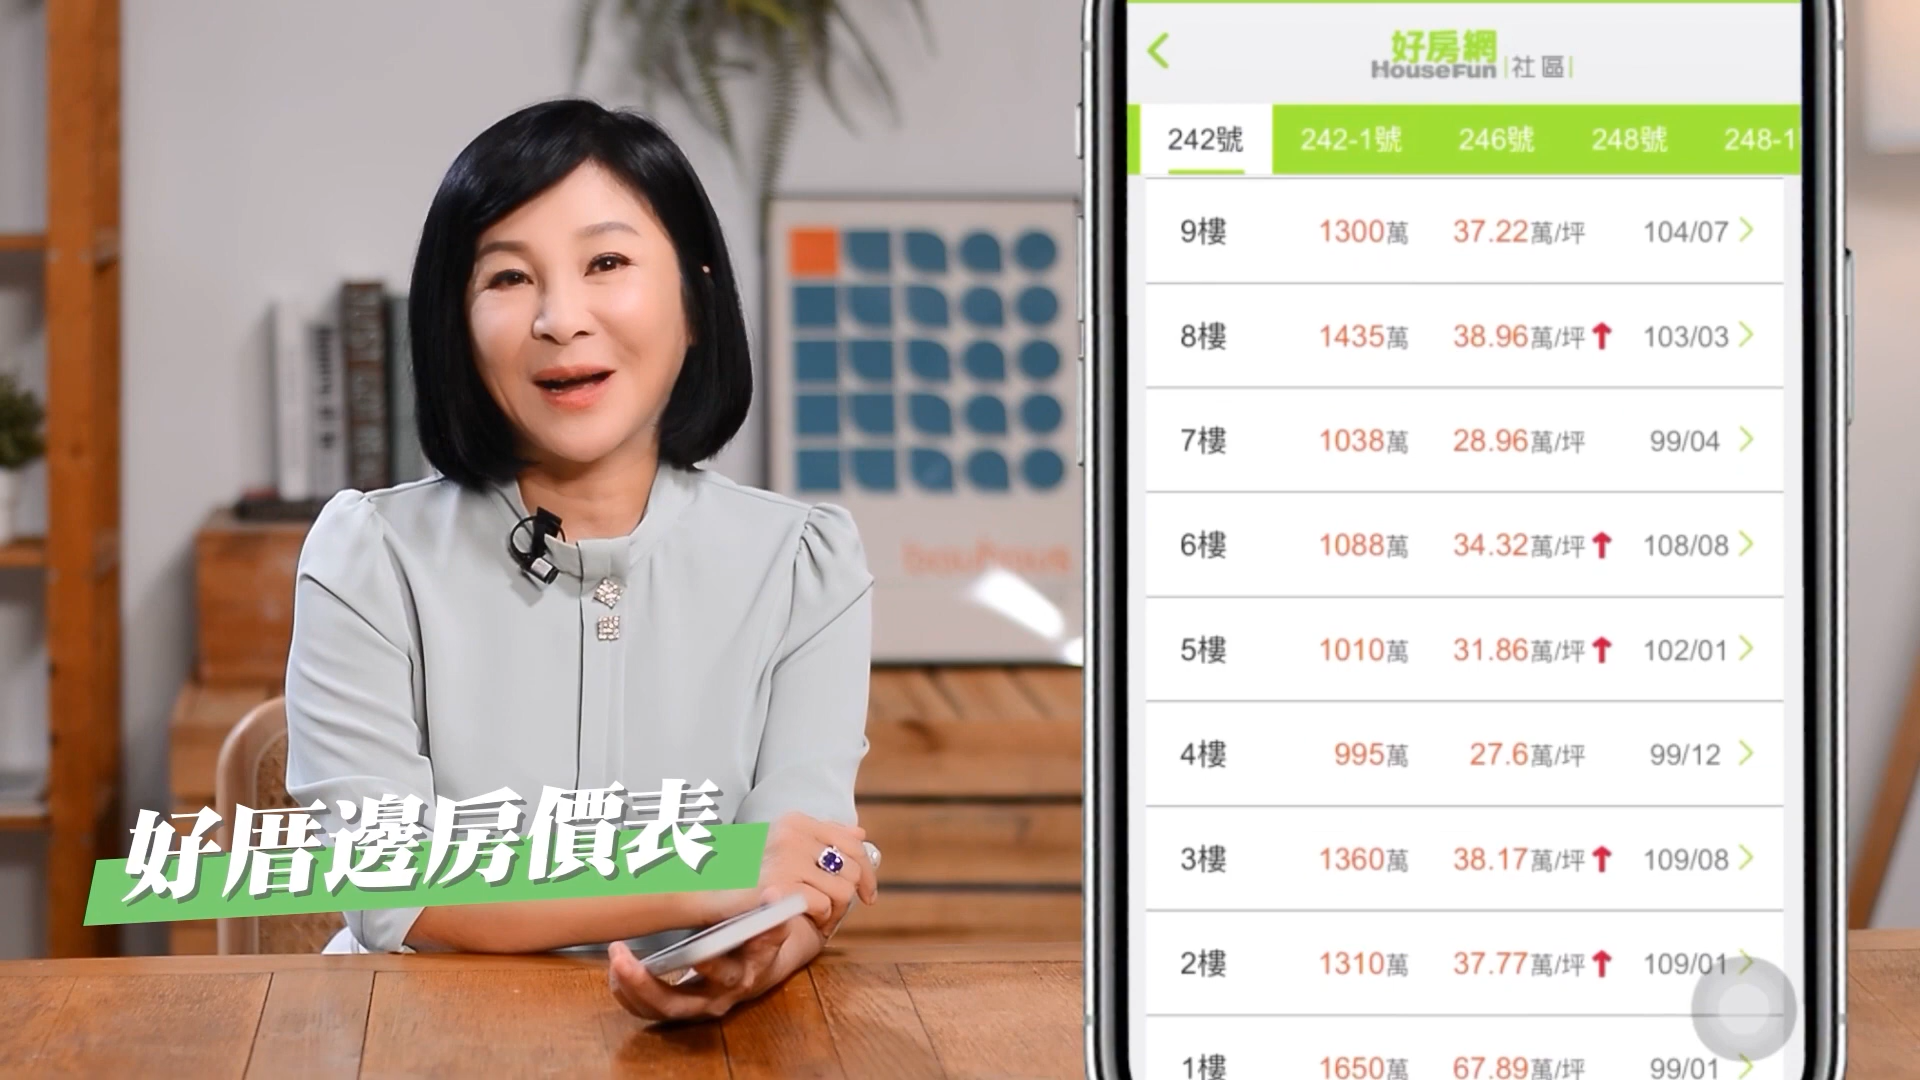 好房網
HouseFun 社區
242號 242-1號 246號 248號 248-1
9樓 1300萬 37.22萬/坪 104/07
8樓 1435萬 38.96萬/坪 103/03
7樓 1038萬 28.96萬/坪 99/04
6樓 1088萬 34.32萬/坪 108/08
5樓 1010萬 31.86萬/坪 102/01
4樓 995萬 27.6萬/坪 99/12
3樓 1360萬 38.17萬/坪 109/08
2樓 1310萬 37.77萬/坪 109/01
1樓 1650萬 67.89萬/坪 99/01
bauhaus
好厝邊房價表